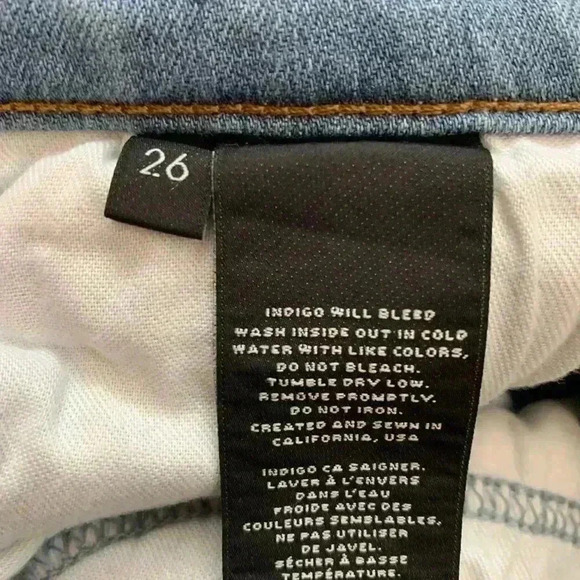 26
INDIGO WILL BLEED
WASH INSIDE OUT IN COLD
WATER WITH LIKE COLORS,
DO NOT BLEACH.
TUMBLE DRY LOW.
REMOVE PROMPTLY.
DO NOT IRON.
CREATED AND SEWN IN
CALIFORNIA, USA
INDIGO CA SAIGNER.
LAVER À L'ENVERS
DANS L'EAU
FROIDE AVEC DES
COULEURS SEMBLABLES,
NE PAS UTILISER
DE JAVEL.
SÉCHER À BASSE
TEMPÉRATURE.